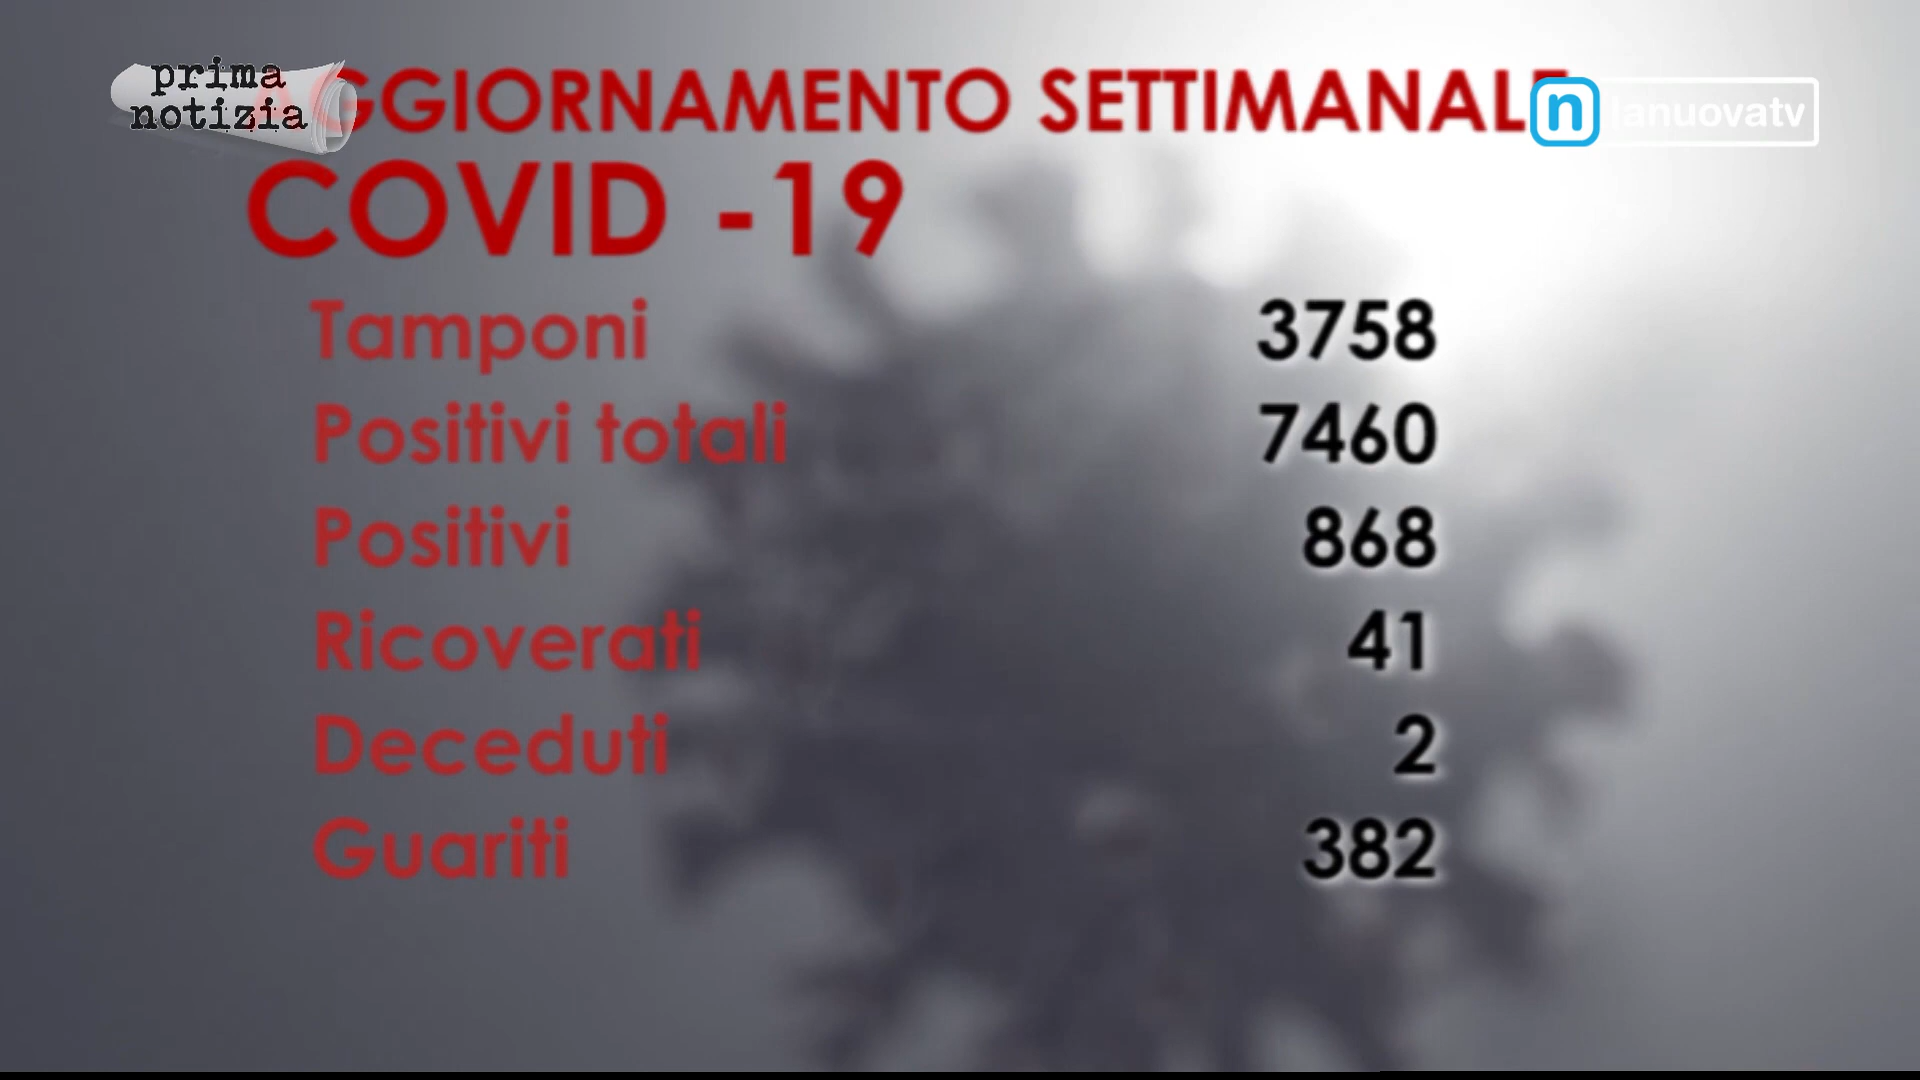 prima
notizia
AGGIORNAMENTO SETTIMANALE
n lanuovatv
COVID -19
Tamponi 3758
Positivi totali 7460
Positivi 868
Ricoverati 41
Deceduti 2
Guariti 382